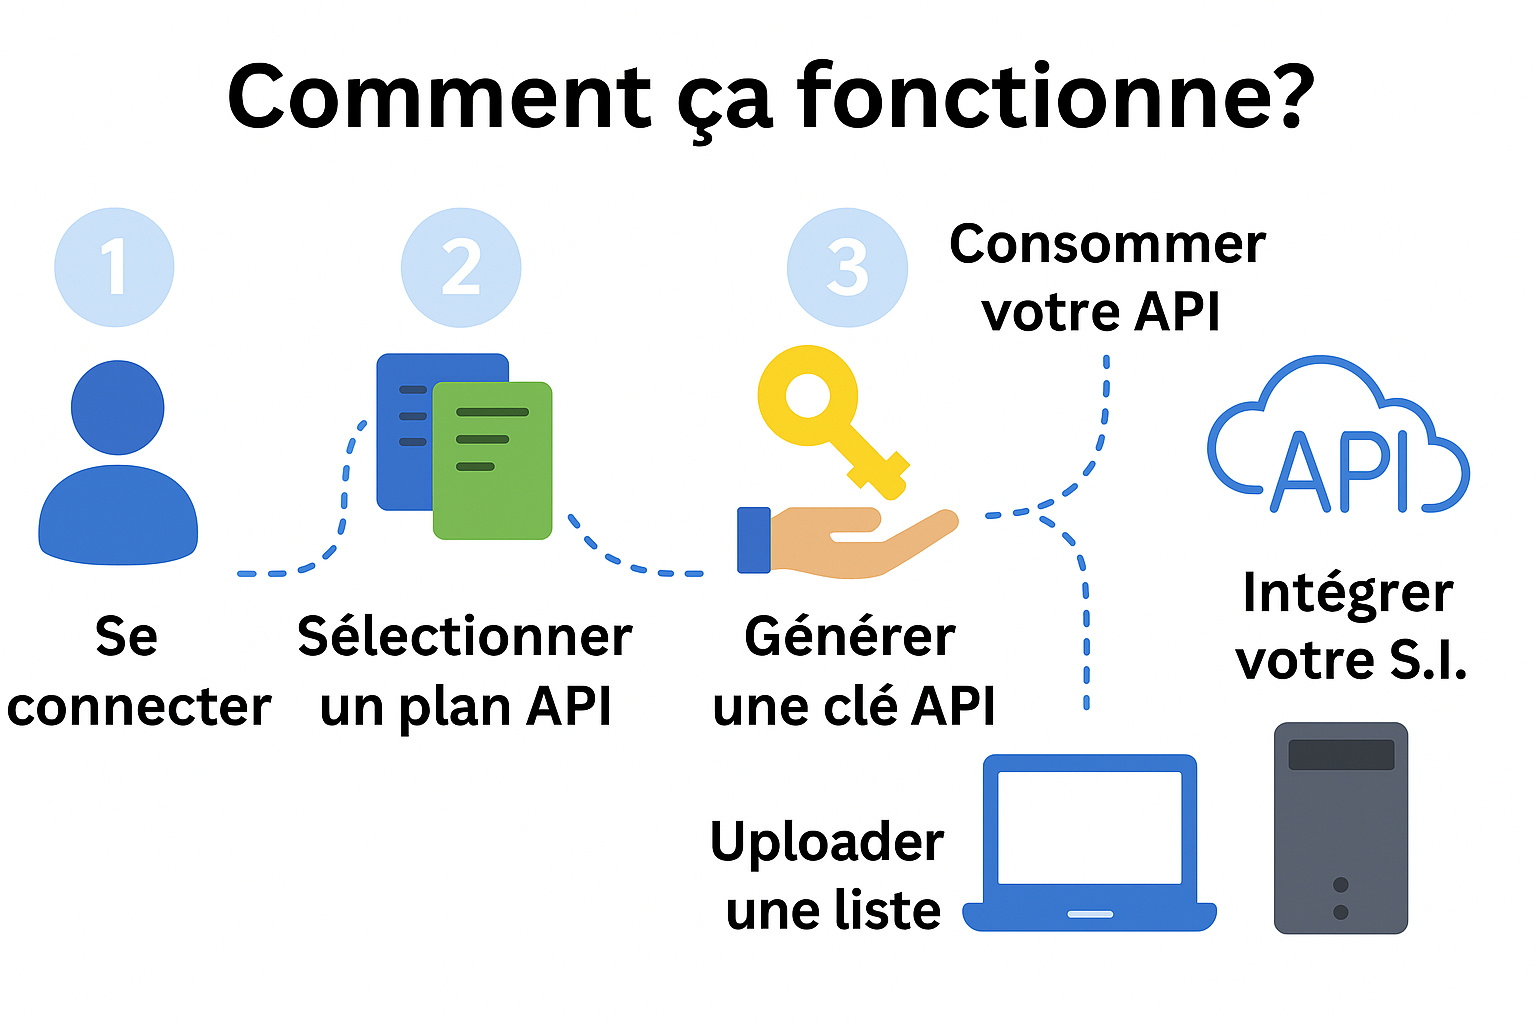 Comment ça fonctionne?
1
2
3
Se
connecter
Sélectionner
un plan API
Générer
une clé API
Consommer
votre API
API
Intégrer
votre S.I.
Uploader
une liste